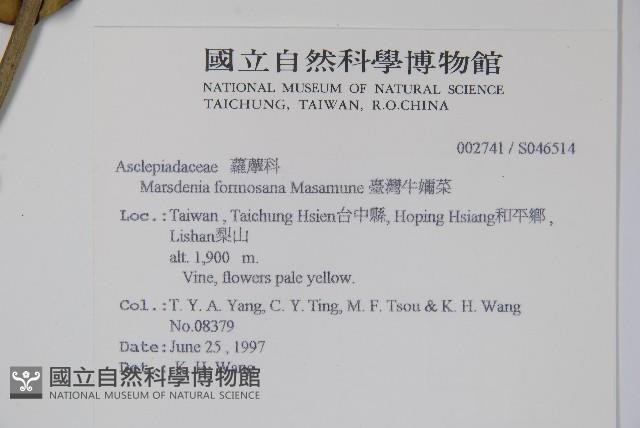 國立自然科學博物館
NATIONAL MUSEUM OF NATURAL SCIENCE
TAICHUNG, TAIWAN, R.O.CHINA
002741 / S046514
Asclepiadaceae 蘿藦科
Marsdenia formosana Masamune 臺灣牛嬭菜
Loc.:Taiwan , Taichung Hsien台中縣, Hoping Hsiang和平鄉 ,
Lishan梨山
alt. 1,900 m.
Vine, flowers pale yellow.
Col.:T. Y. A. Yang, C. Y. Ting, M. F. Tsou & K. H. Wang
No.08379
Date:June 25 , 1997
Det.:K. H. Wang
國立自然科學博物館
NATIONAL MUSEUM OF NATURAL SCIENCE